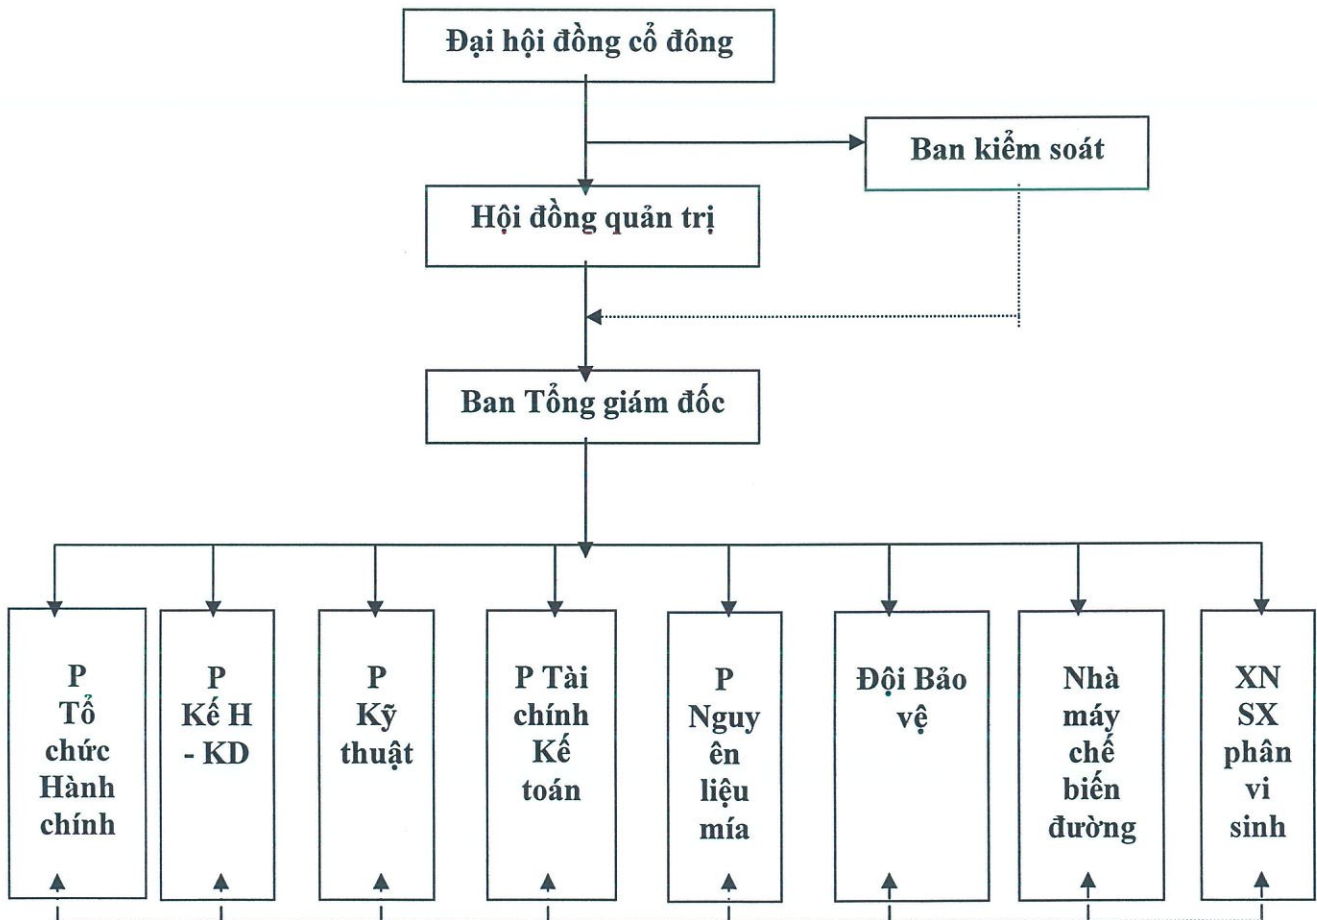 Đại hội đồng cổ đông
Ban kiểm soát
Hội đồng quản trị
Ban Tổng giám đốc
P
Tổ
chức
Hành
chính
P
Kế H
- KD
P
Kỹ
thuật
P Tài
chính
Kế
toán
P
Nguy
ên
liệu
mía
Đội Bảo
vệ
Nhà
máy
chế
biến
đường
XN
SX
phân
vi
sinh